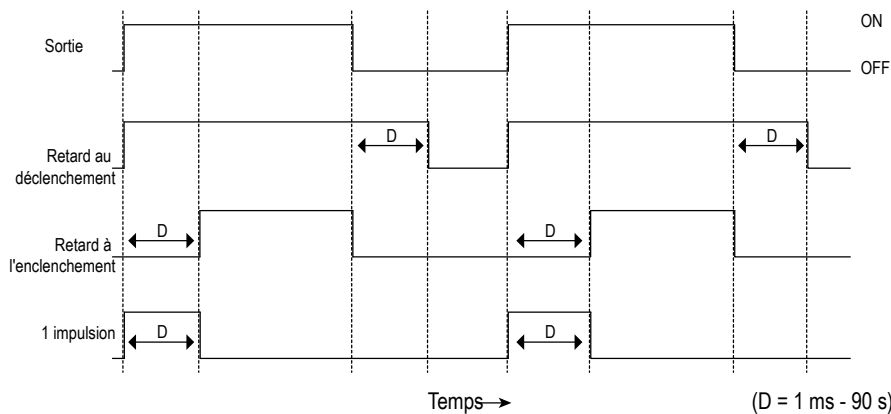 ON
Sortie
OFF
D
D
Retard au
déclenchement
D
D
Retard à
l'enclenchement
1 impulsion
D
D
Temps
(D = 1 ms - 90 s)